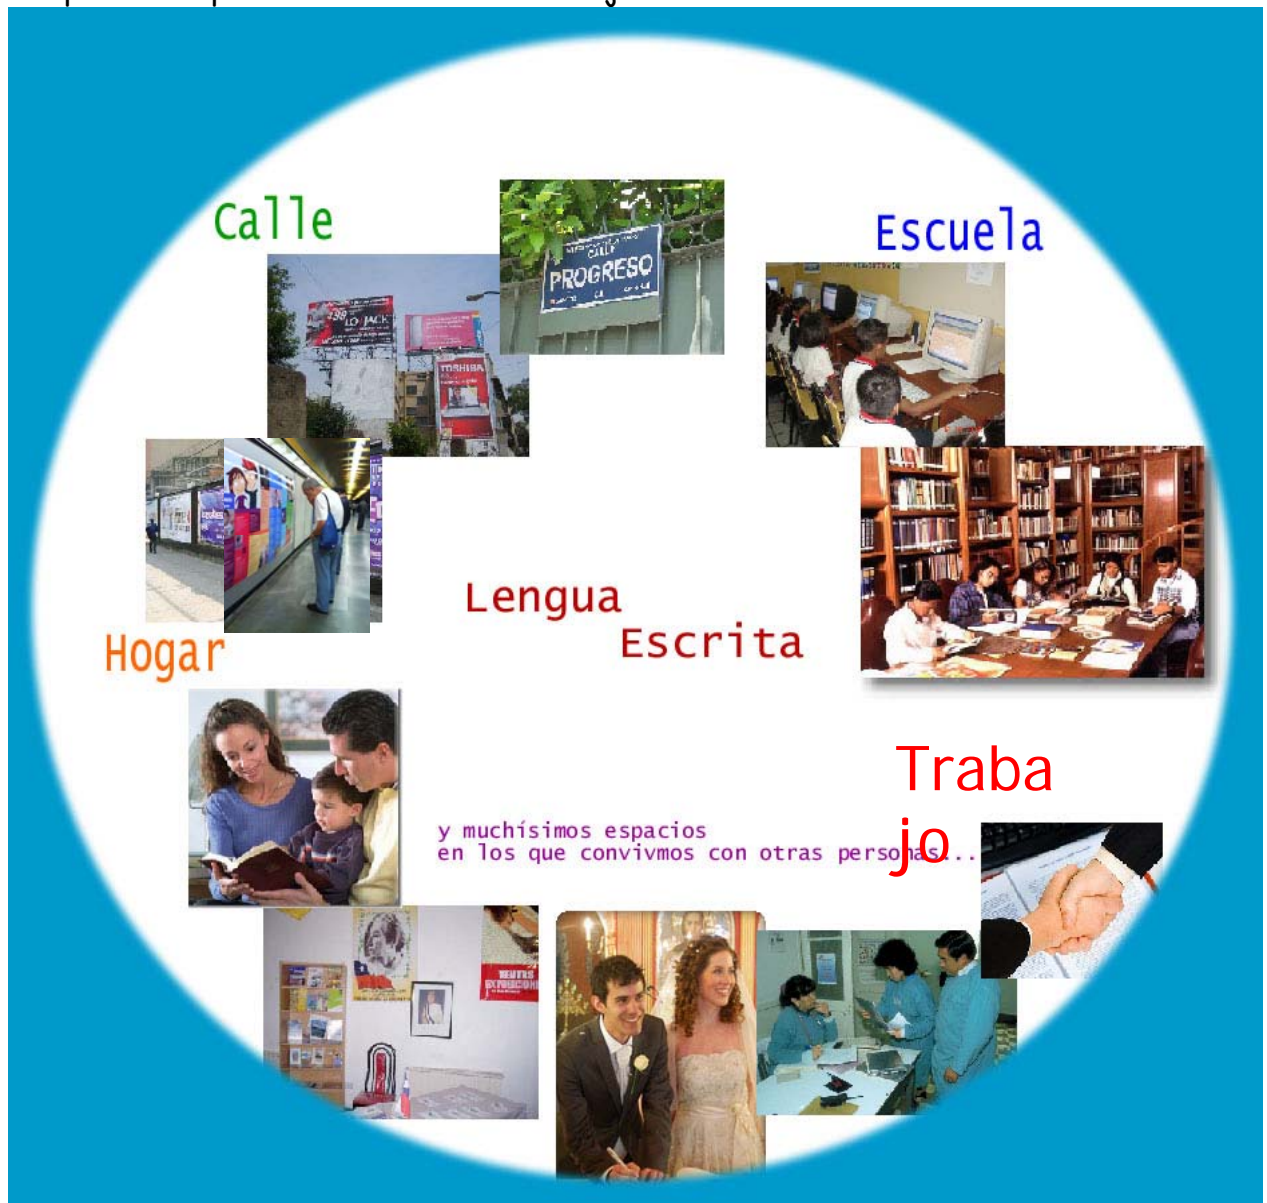 Calle
Escuela
CALLE
PROGRESO
LO JACK
TOSHIBA
Lengua
Escrita
Hogar
Traba
jo
y muchísimos espacios
en los que convivmos con otras personas...